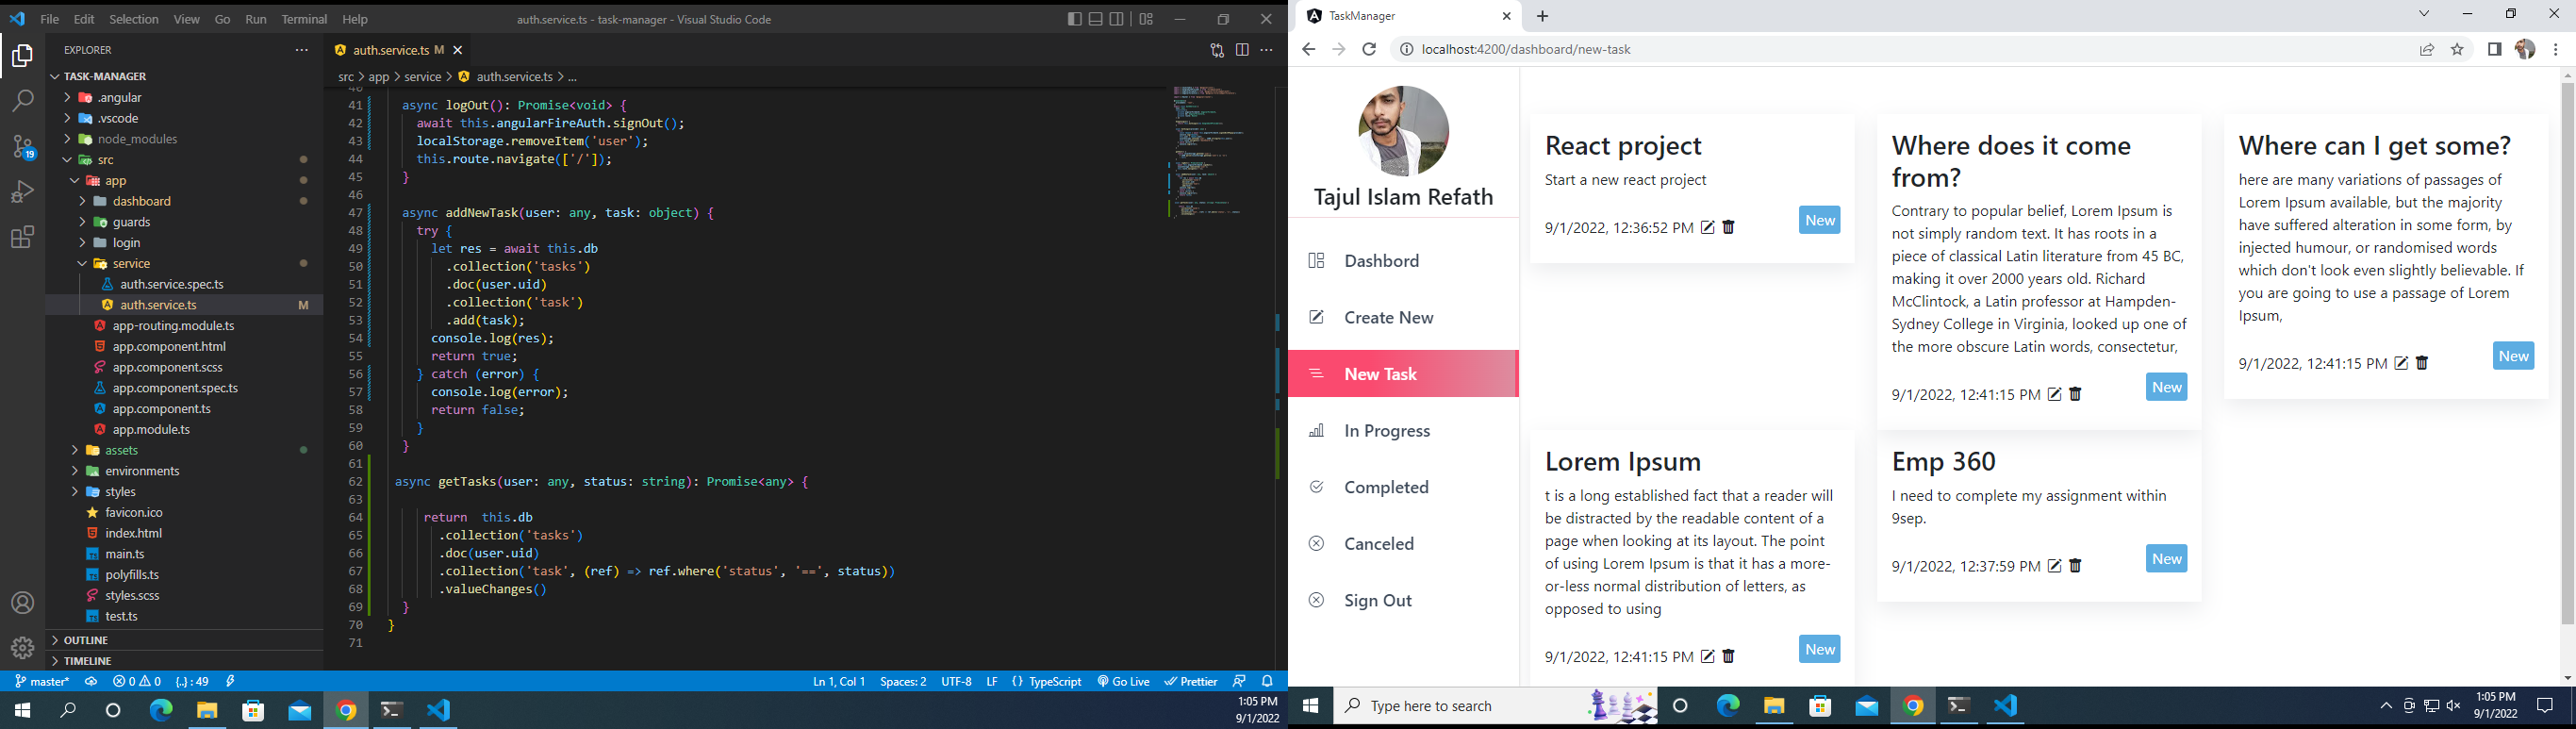 File Edit Selection View Go Run Terminal Help
auth.service.ts - task-manager - Visual Studio Code
EXPLORER
TASK-MANAGER
.angular
.vscode
node_modules
src
app
dashboard
guards
login
service
auth.service.spec.ts
auth.service.ts M
app-routing.module.ts
app.component.html
app.component.scss
app.component.spec.ts
app.component.ts
app.module.ts
assets
environments
styles
favicon.ico
index.html
main.ts
polyfills.ts
styles.scss
test.ts
OUTLINE
TIMELINE
19
auth.service.ts M
src > app > service > auth.service.ts > ...
40
41 async logOut(): Promise<void> {
42 await this.angularFireAuth.signOut();
43 localStorage.removeItem('user');
44 this.route.navigate(['/']);
45 }
46
47 async addNewTask(user: any, task: object) {
48 try {
49 let res = await this.db
50 .collection('tasks')
51 .doc(user.uid)
52 .collection('task')
53 .add(task);
54 console.log(res);
55 return true;
56 } catch (error) {
57 console.log(error);
58 return false;
59 }
60 }
61
62 async getTasks(user: any, status: string): Promise<any> {
63
64 return this.db
65 .collection('tasks')
66 .doc(user.uid)
67 .collection('task', (ref) => ref.where('status', '==', status))
68 .valueChanges()
69 }
70 }
71
master* 0 0 {..} : 49
Ln 1, Col 1 Spaces: 2 UTF-8 LF {} TypeScript Go Live Prettier
1:05 PM
9/1/2022
TaskManager
localhost:4200/dashboard/new-task
Tajul Islam Refath
Dashbord
Create New
New Task
In Progress
Completed
Canceled
Sign Out
React project
Start a new react project
9/1/2022, 12:36:52 PM New
Where does it come
from?
Contrary to popular belief, Lorem Ipsum is
not simply random text. It has roots in a
piece of classical Latin literature from 45 BC,
making it over 2000 years old. Richard
McClintock, a Latin professor at Hampden-
Sydney College in Virginia, looked up one of
the more obscure Latin words, consectetur,
9/1/2022, 12:41:15 PM New
Where can I get some?
here are many variations of passages of
Lorem Ipsum available, but the majority
have suffered alteration in some form, by
injected humour, or randomised words
which don't look even slightly believable. If
you are going to use a passage of Lorem
Ipsum,
9/1/2022, 12:41:15 PM New
Lorem Ipsum
t is a long established fact that a reader will
be distracted by the readable content of a
page when looking at its layout. The point
of using Lorem Ipsum is that it has a more-
or-less normal distribution of letters, as
opposed to using
9/1/2022, 12:41:15 PM New
Emp 360
I need to complete my assignment within
9sep.
9/1/2022, 12:37:59 PM New
Type here to search
1:05 PM
9/1/2022